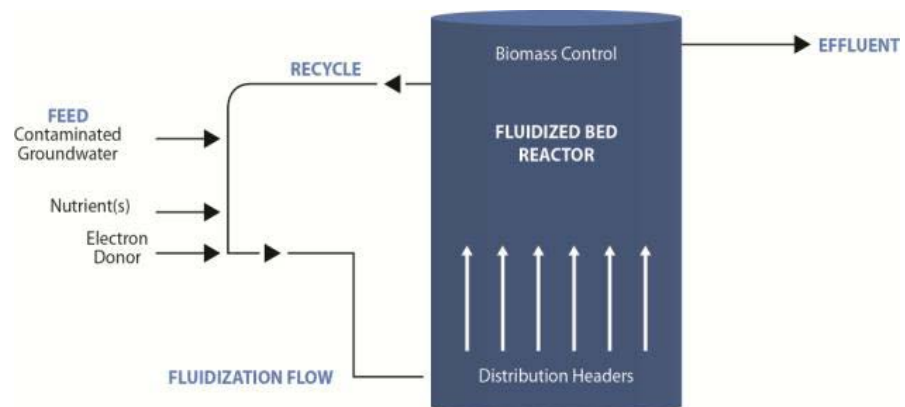 Biomass Control
EFFLUENT
RECYCLE
FEED
Contaminated
Groundwater
FLUIDIZED BED
REACTOR
Nutrient(s)
Electron
Donor
FLUIDIZATION FLOW
Distribution Headers